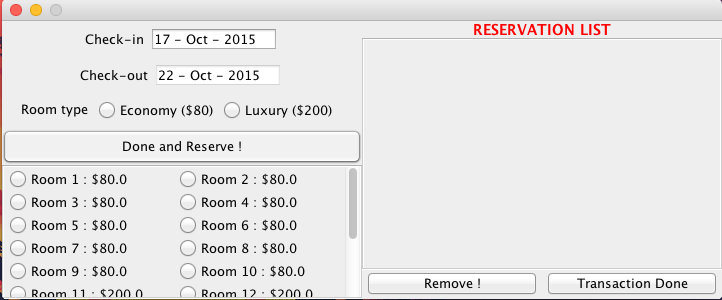 Check-in 17 - Oct - 2015
Check-out 22 - Oct - 2015
Room type Economy ($80) Luxury ($200)
Done and Reserve !
Room 1 : $80.0 Room 2 : $80.0
Room 3 : $80.0 Room 4 : $80.0
Room 5 : $80.0 Room 6 : $80.0
Room 7 : $80.0 Room 8 : $80.0
Room 9 : $80.0 Room 10 : $80.0
Room 11 : $200.0 Room 12 : $200.0
RESERVATION LIST
Remove ! Transaction Done